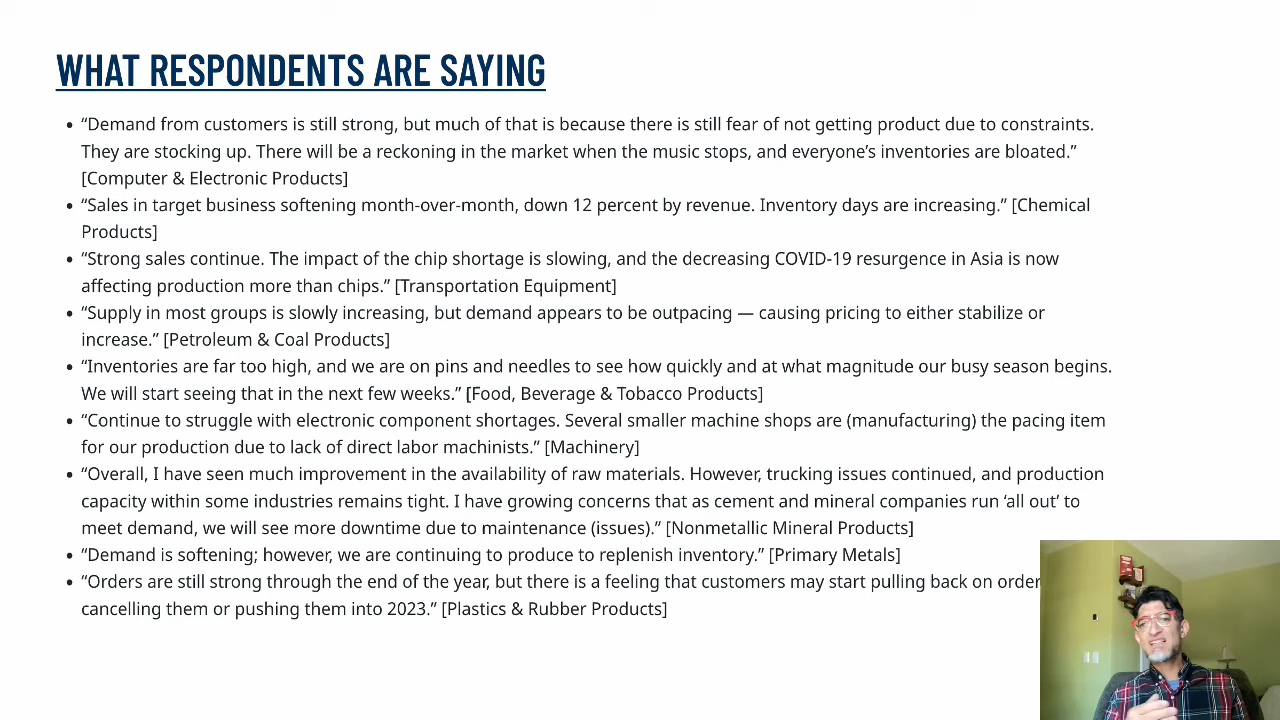 WHAT RESPONDENTS ARE SAYING
• “Demand from customers is still strong, but much of that is because there is still fear of not getting product due to constraints.
They are stocking up. There will be a reckoning in the market when the music stops, and everyone’s inventories are bloated.”
[Computer & Electronic Products]
• “Sales in target business softening month-over-month, down 12 percent by revenue. Inventory days are increasing.” [Chemical
Products]
• “Strong sales continue. The impact of the chip shortage is slowing, and the decreasing COVID-19 resurgence in Asia is now
affecting production more than chips.” [Transportation Equipment]
• “Supply in most groups is slowly increasing, but demand appears to be outpacing — causing pricing to either stabilize or
increase.” [Petroleum & Coal Products]
• “Inventories are far too high, and we are on pins and needles to see how quickly and at what magnitude our busy season begins.
We will start seeing that in the next few weeks.” [Food, Beverage & Tobacco Products]
• “Continue to struggle with electronic component shortages. Several smaller machine shops are (manufacturing) the pacing item
for our production due to lack of direct labor machinists.” [Machinery]
• “Overall, I have seen much improvement in the availability of raw materials. However, trucking issues continued, and production
capacity within some industries remains tight. I have growing concerns that as cement and mineral companies run ‘all out’ to
meet demand, we will see more downtime due to maintenance (issues).” [Nonmetallic Mineral Products]
• “Demand is softening; however, we are continuing to produce to replenish inventory.” [Primary Metals]
• “Orders are still strong through the end of the year, but there is a feeling that customers may start pulling back on order
cancelling them or pushing them into 2023.” [Plastics & Rubber Products]